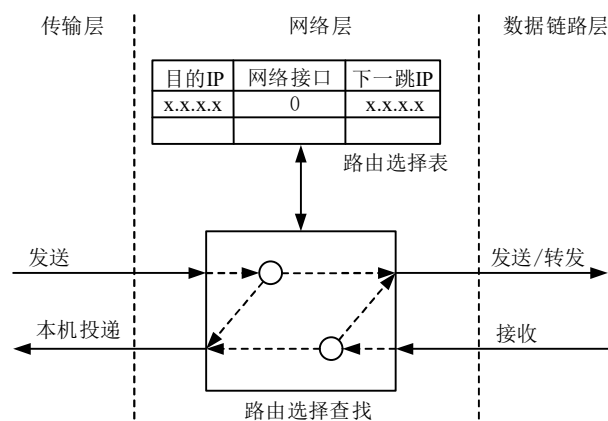 传输层 网络层 数据链路层
目的IP 网络接口 下一跳IP
x.x.x.x 0 x.x.x.x
路由选择表
发送 发送/转发
本机投递 接收
路由选择查找